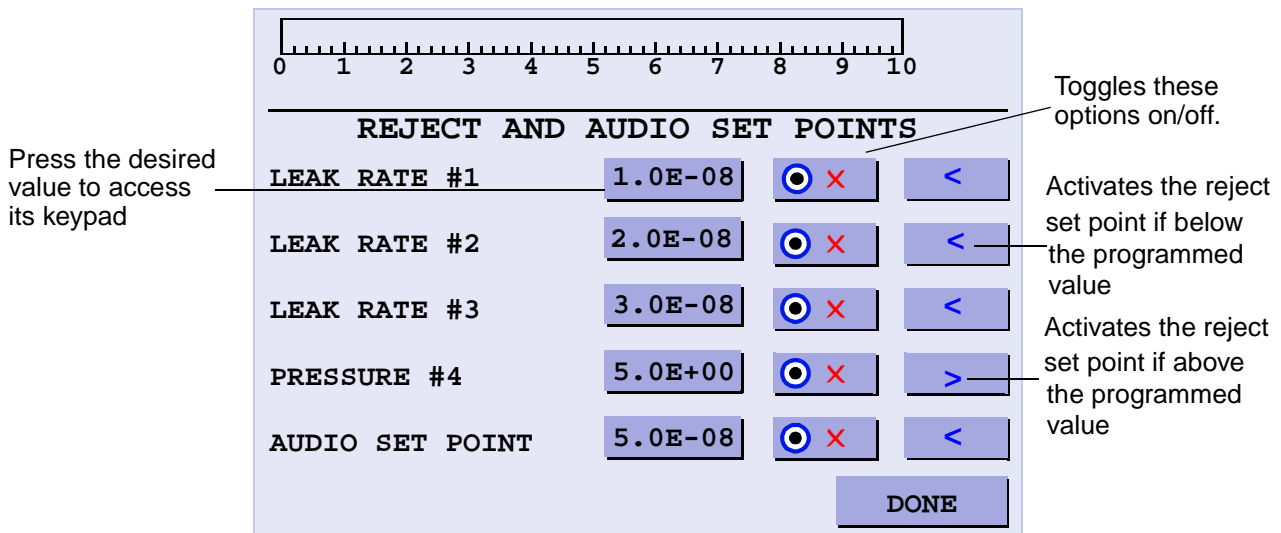 0 1 2 3 4 5 6 7 8 9 10
REJECT AND AUDIO SET POINTS
LEAK RATE #1 1.0E-08 X <
LEAK RATE #2 2.0E-08 X <
LEAK RATE #3 3.0E-08 X <
PRESSURE #4 5.0E+00 X >
AUDIO SET POINT 5.0E-08 X <
DONE
Press the desired
value to access
its keypad
Toggles these
options on/off.
Activates the reject
set point if below
the programmed
value
Activates the reject
set point if above
the programmed
value